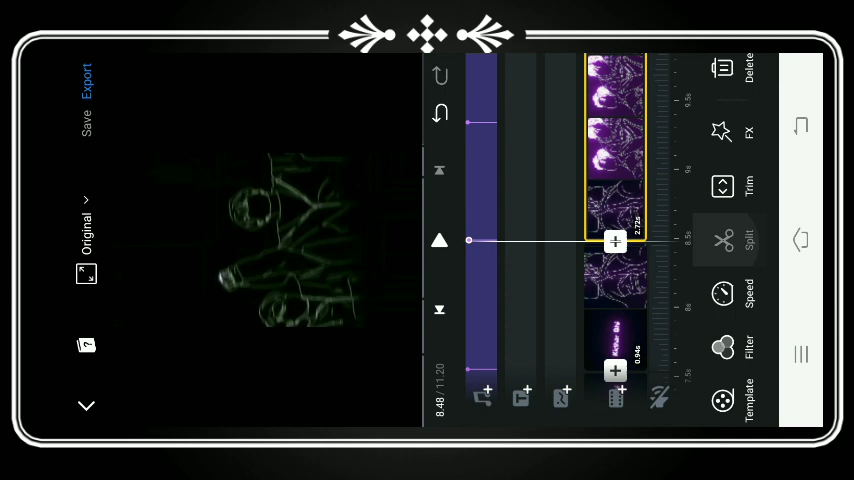 Save Export
Original
8.48 / 11.20
9.5s
9s
8.5s
8s
7.5s
2.72s
0.94s
Delete
FX
Trim
Split
Speed
Filter
Template